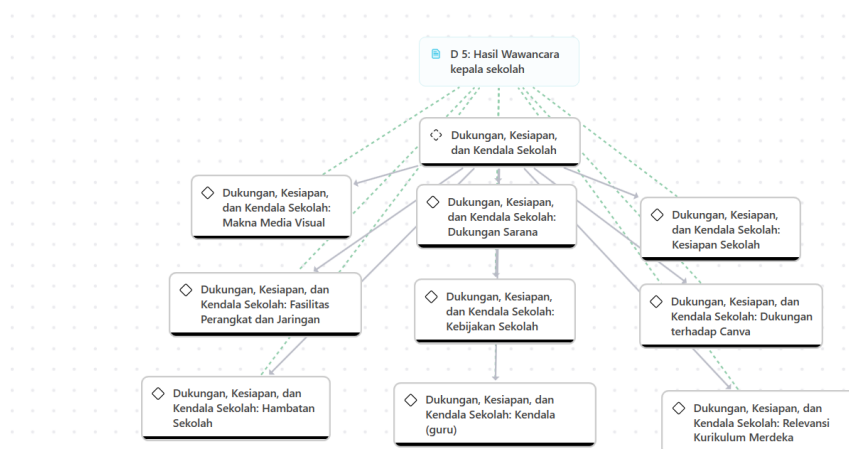 D 5: Hasil Wawancara
kepala sekolah
Dukungan, Kesiapan,
dan Kendala Sekolah
Dukungan, Kesiapan,
dan Kendala Sekolah:
Makna Media Visual
Dukungan, Kesiapan,
dan Kendala Sekolah:
Dukungan Sarana
Dukungan, Kesiapan,
dan Kendala Sekolah:
Kesiapan Sekolah
Dukungan, Kesiapan, dan
Kendala Sekolah: Fasilitas
Perangkat dan Jaringan
Dukungan, Kesiapan,
dan Kendala Sekolah:
Kebijakan Sekolah
Dukungan, Kesiapan, dan
Kendala Sekolah: Dukungan
terhadap Canva
Dukungan, Kesiapan, dan
Kendala Sekolah: Hambatan
Sekolah
Dukungan, Kesiapan, dan
Kendala Sekolah: Kendala
(guru)
Dukungan, Kesiapan, dan
Kendala Sekolah: Relevansi
Kurikulum Merdeka